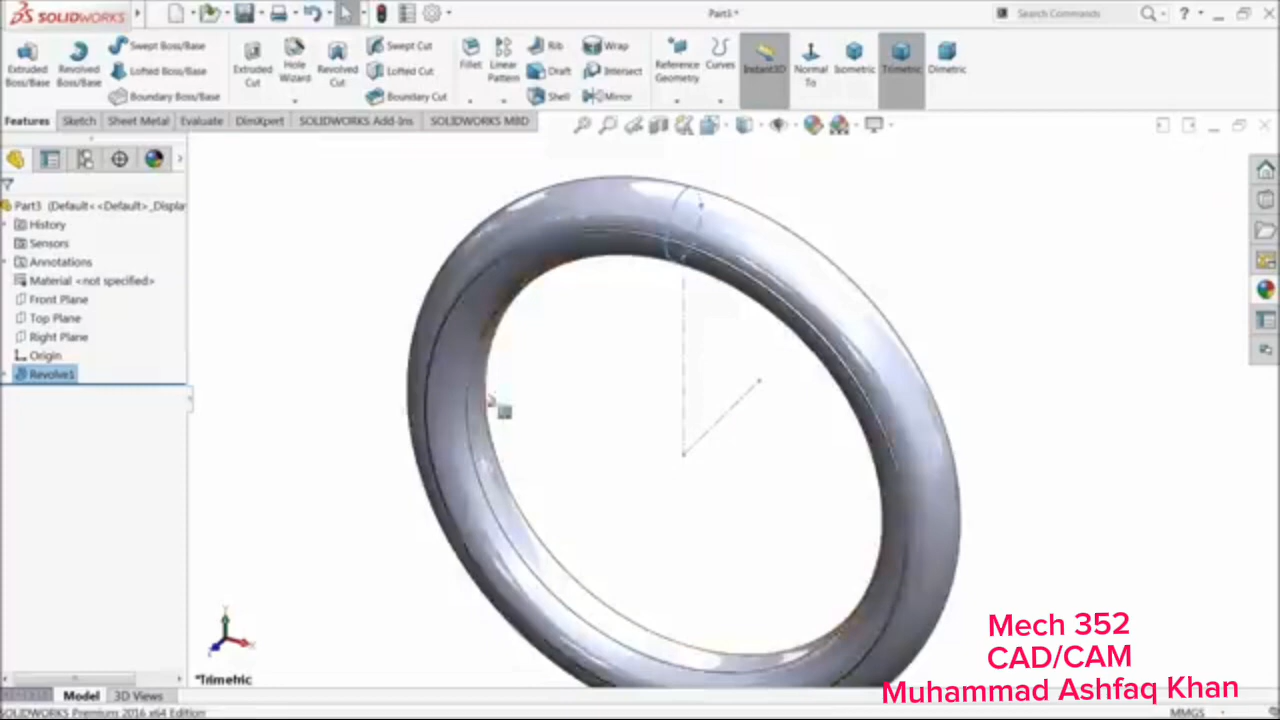 SOLIDWORKS
Part3 *
Search Commands
Extruded Boss/Base
Revolved Boss/Base
Swept Boss/Base
Lofted Boss/Base
Boundary Boss/Base
Extruded Cut
Hole Wizard
Revolved Cut
Swept Cut
Lofted Cut
Boundary Cut
Fillet
Linear Pattern
Rib
Draft
Shell
Wrap
Intersect
Mirror
Reference Geometry
Curves
Instant3D
Normal To
Isometric
Trimetric
Dimetric
Features
Sketch
Sheet Metal
Evaluate
DimXpert
SOLIDWORKS Add-Ins
SOLIDWORKS MBD
Part3 (Default<<Default>_Displa
History
Sensors
Annotations
Material <not specified>
Front Plane
Top Plane
Right Plane
Origin
Revolve1
*Trimetric
Model
3D Views
SOLIDWORKS Premium 2016 x64 Edition
MMGS
Mech 352
CAD/CAM
Muhammad Ashfaq Khan